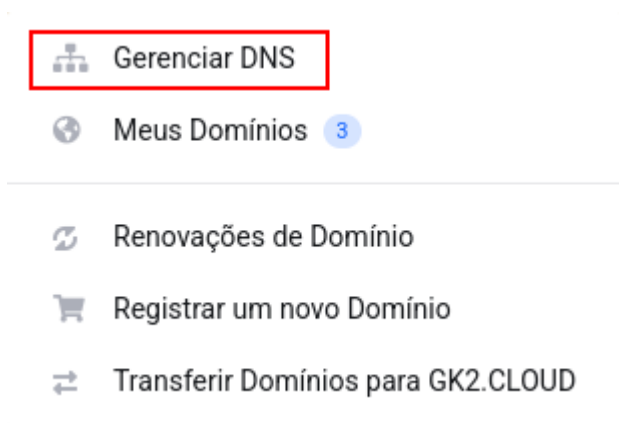 Gerenciar DNS
Meus Domínios 3
Renovações de Domínio
Registrar um novo Domínio
Transferir Domínios para GK2.CLOUD